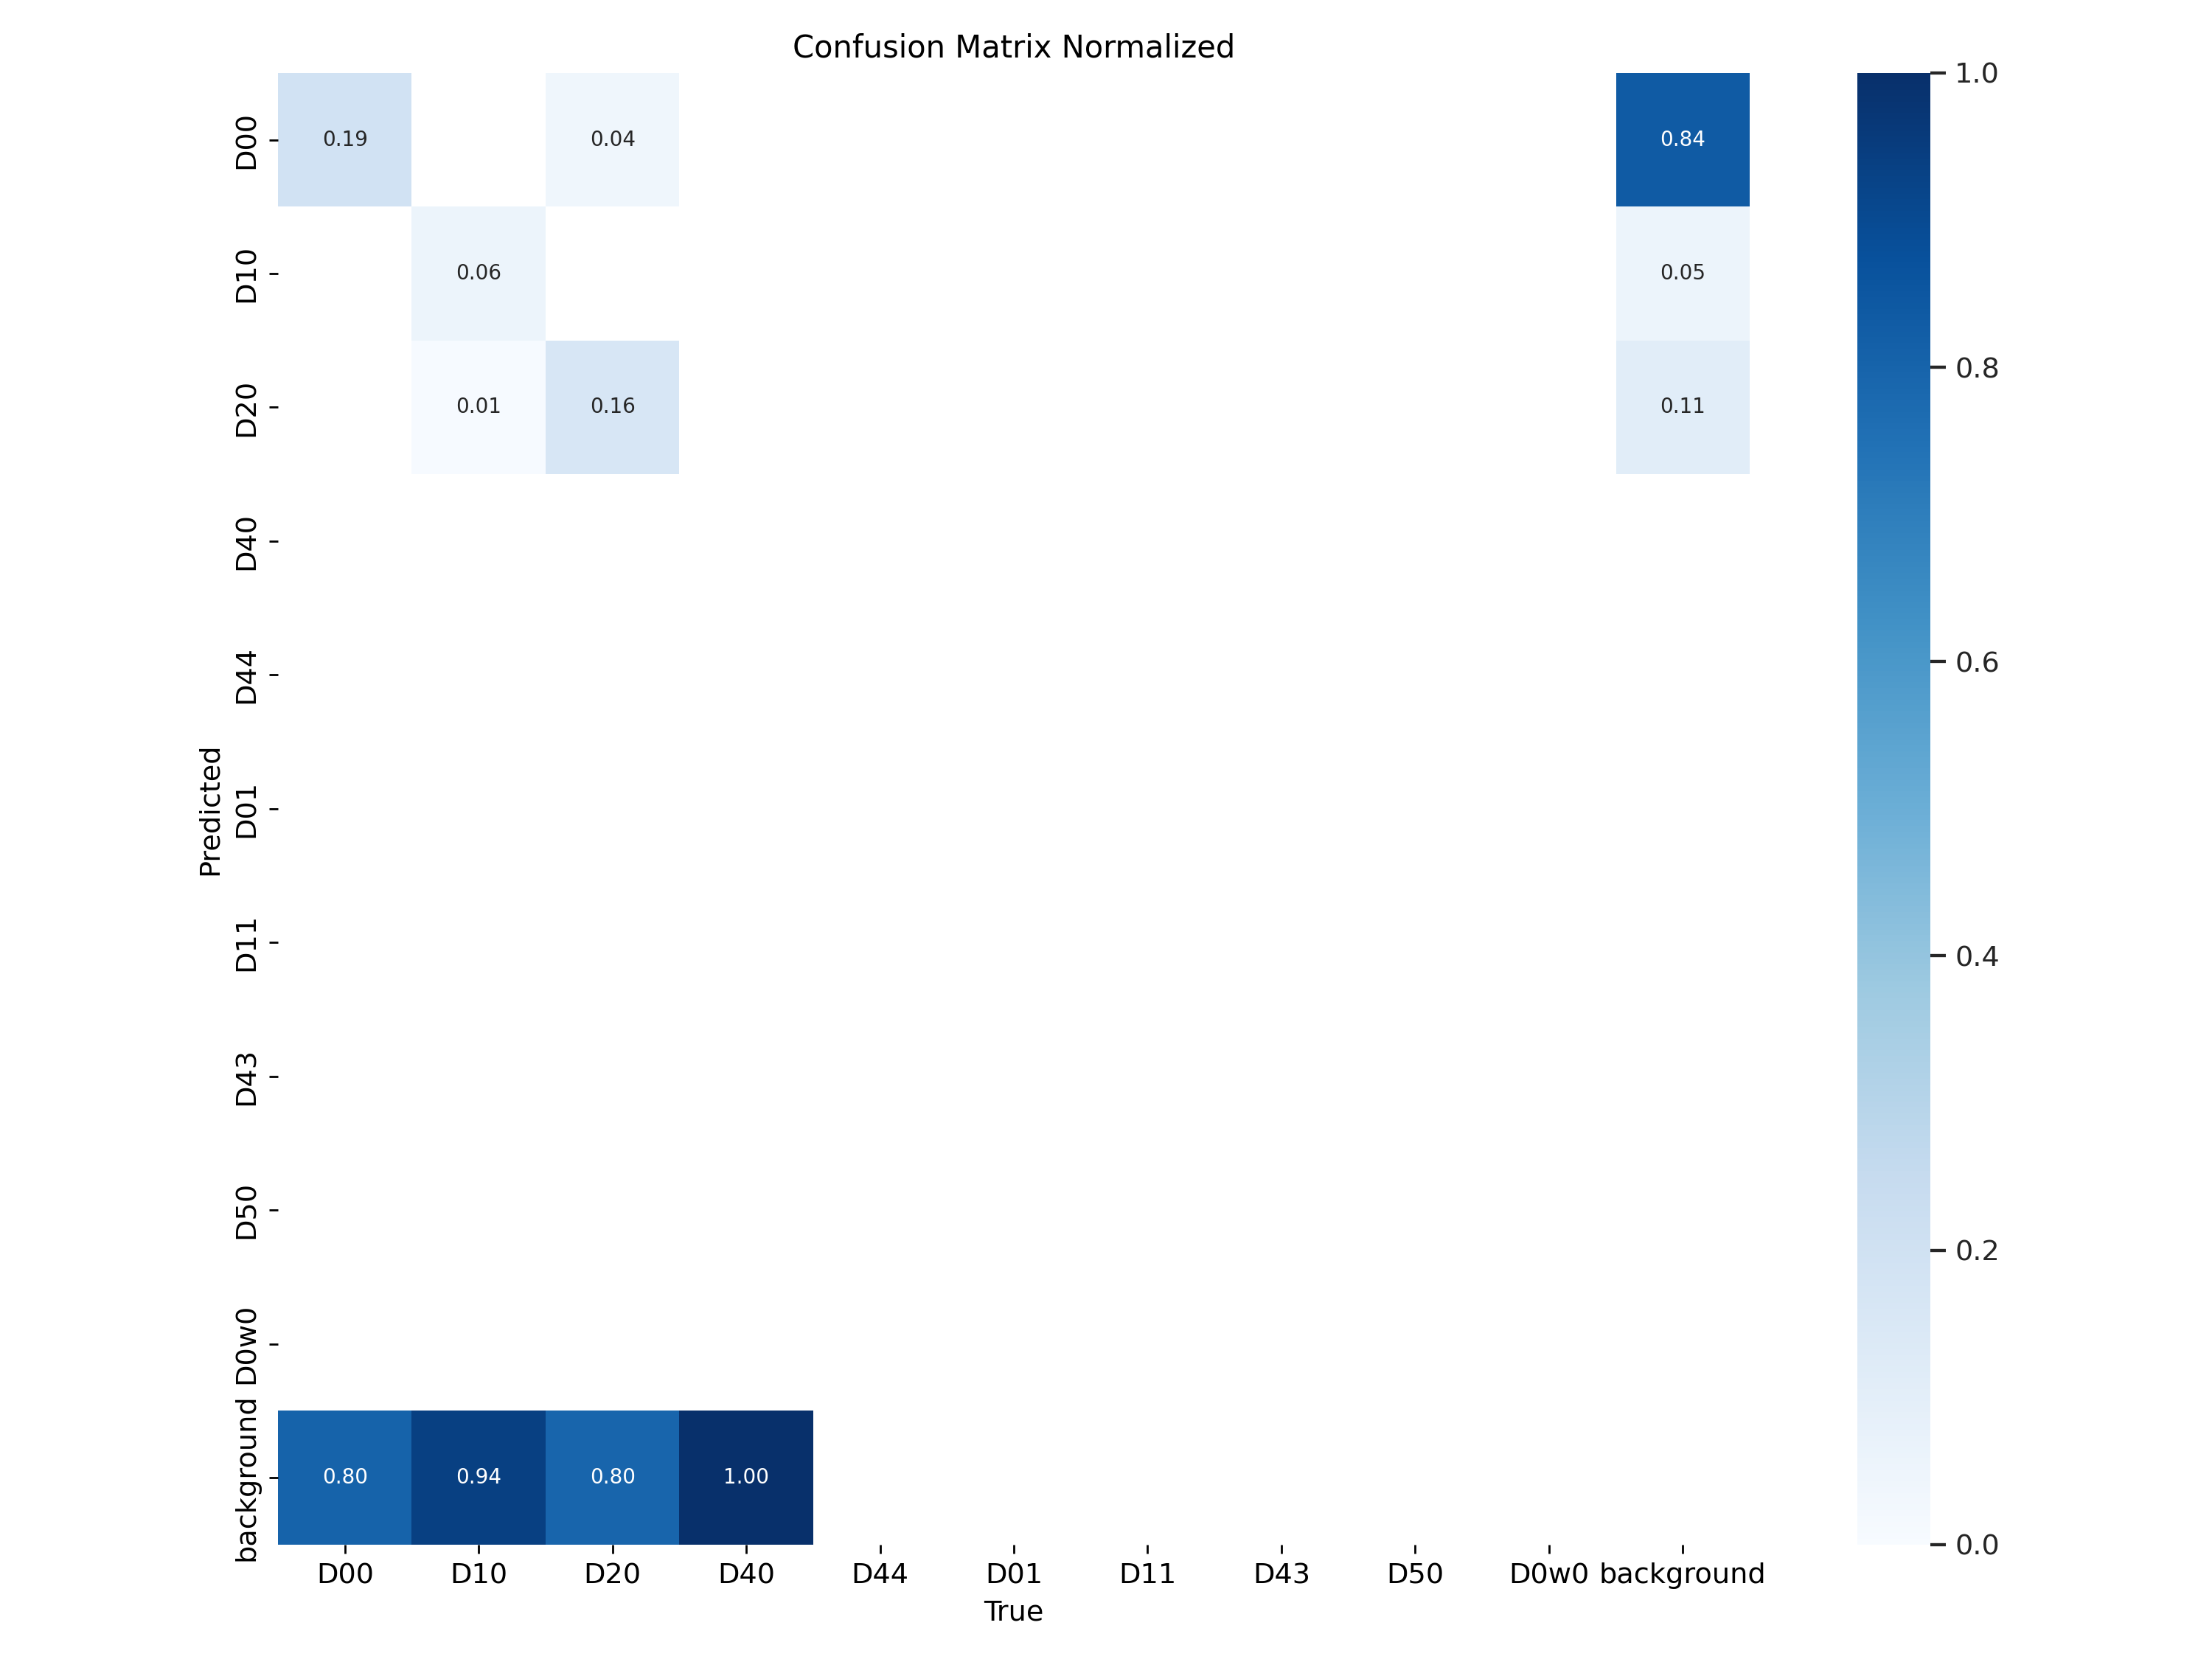 Confusion Matrix Normalized
D00 0.19 0.04 0.84
D10 0.06 0.05
D20 0.01 0.16 0.11
D40
D44
D01
D11
D43
D50
D0w0
background 0.80 0.94 0.80 1.00
D00 D10 D20 D40 D44 D01 D11 D43 D50 D0w0 background
True
Predicted
1.0
0.8
0.6
0.4
0.2
0.0